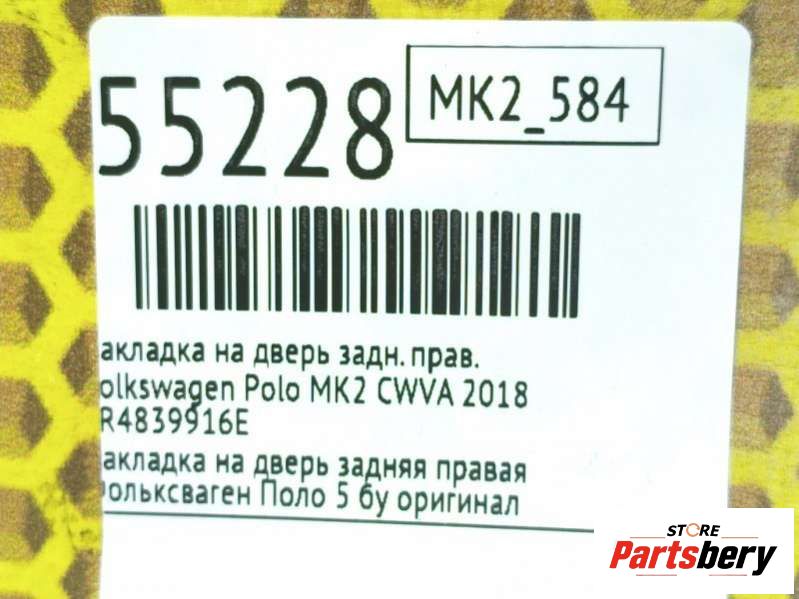 55228
MK2_584
акладка на дверь задн. прав.
olkswagen Polo MK2 CWVA 2018
R4839916E
акладка на дверь задняя правая
ольксваген Поло 5 бу оригинал
STORE
Partsbery